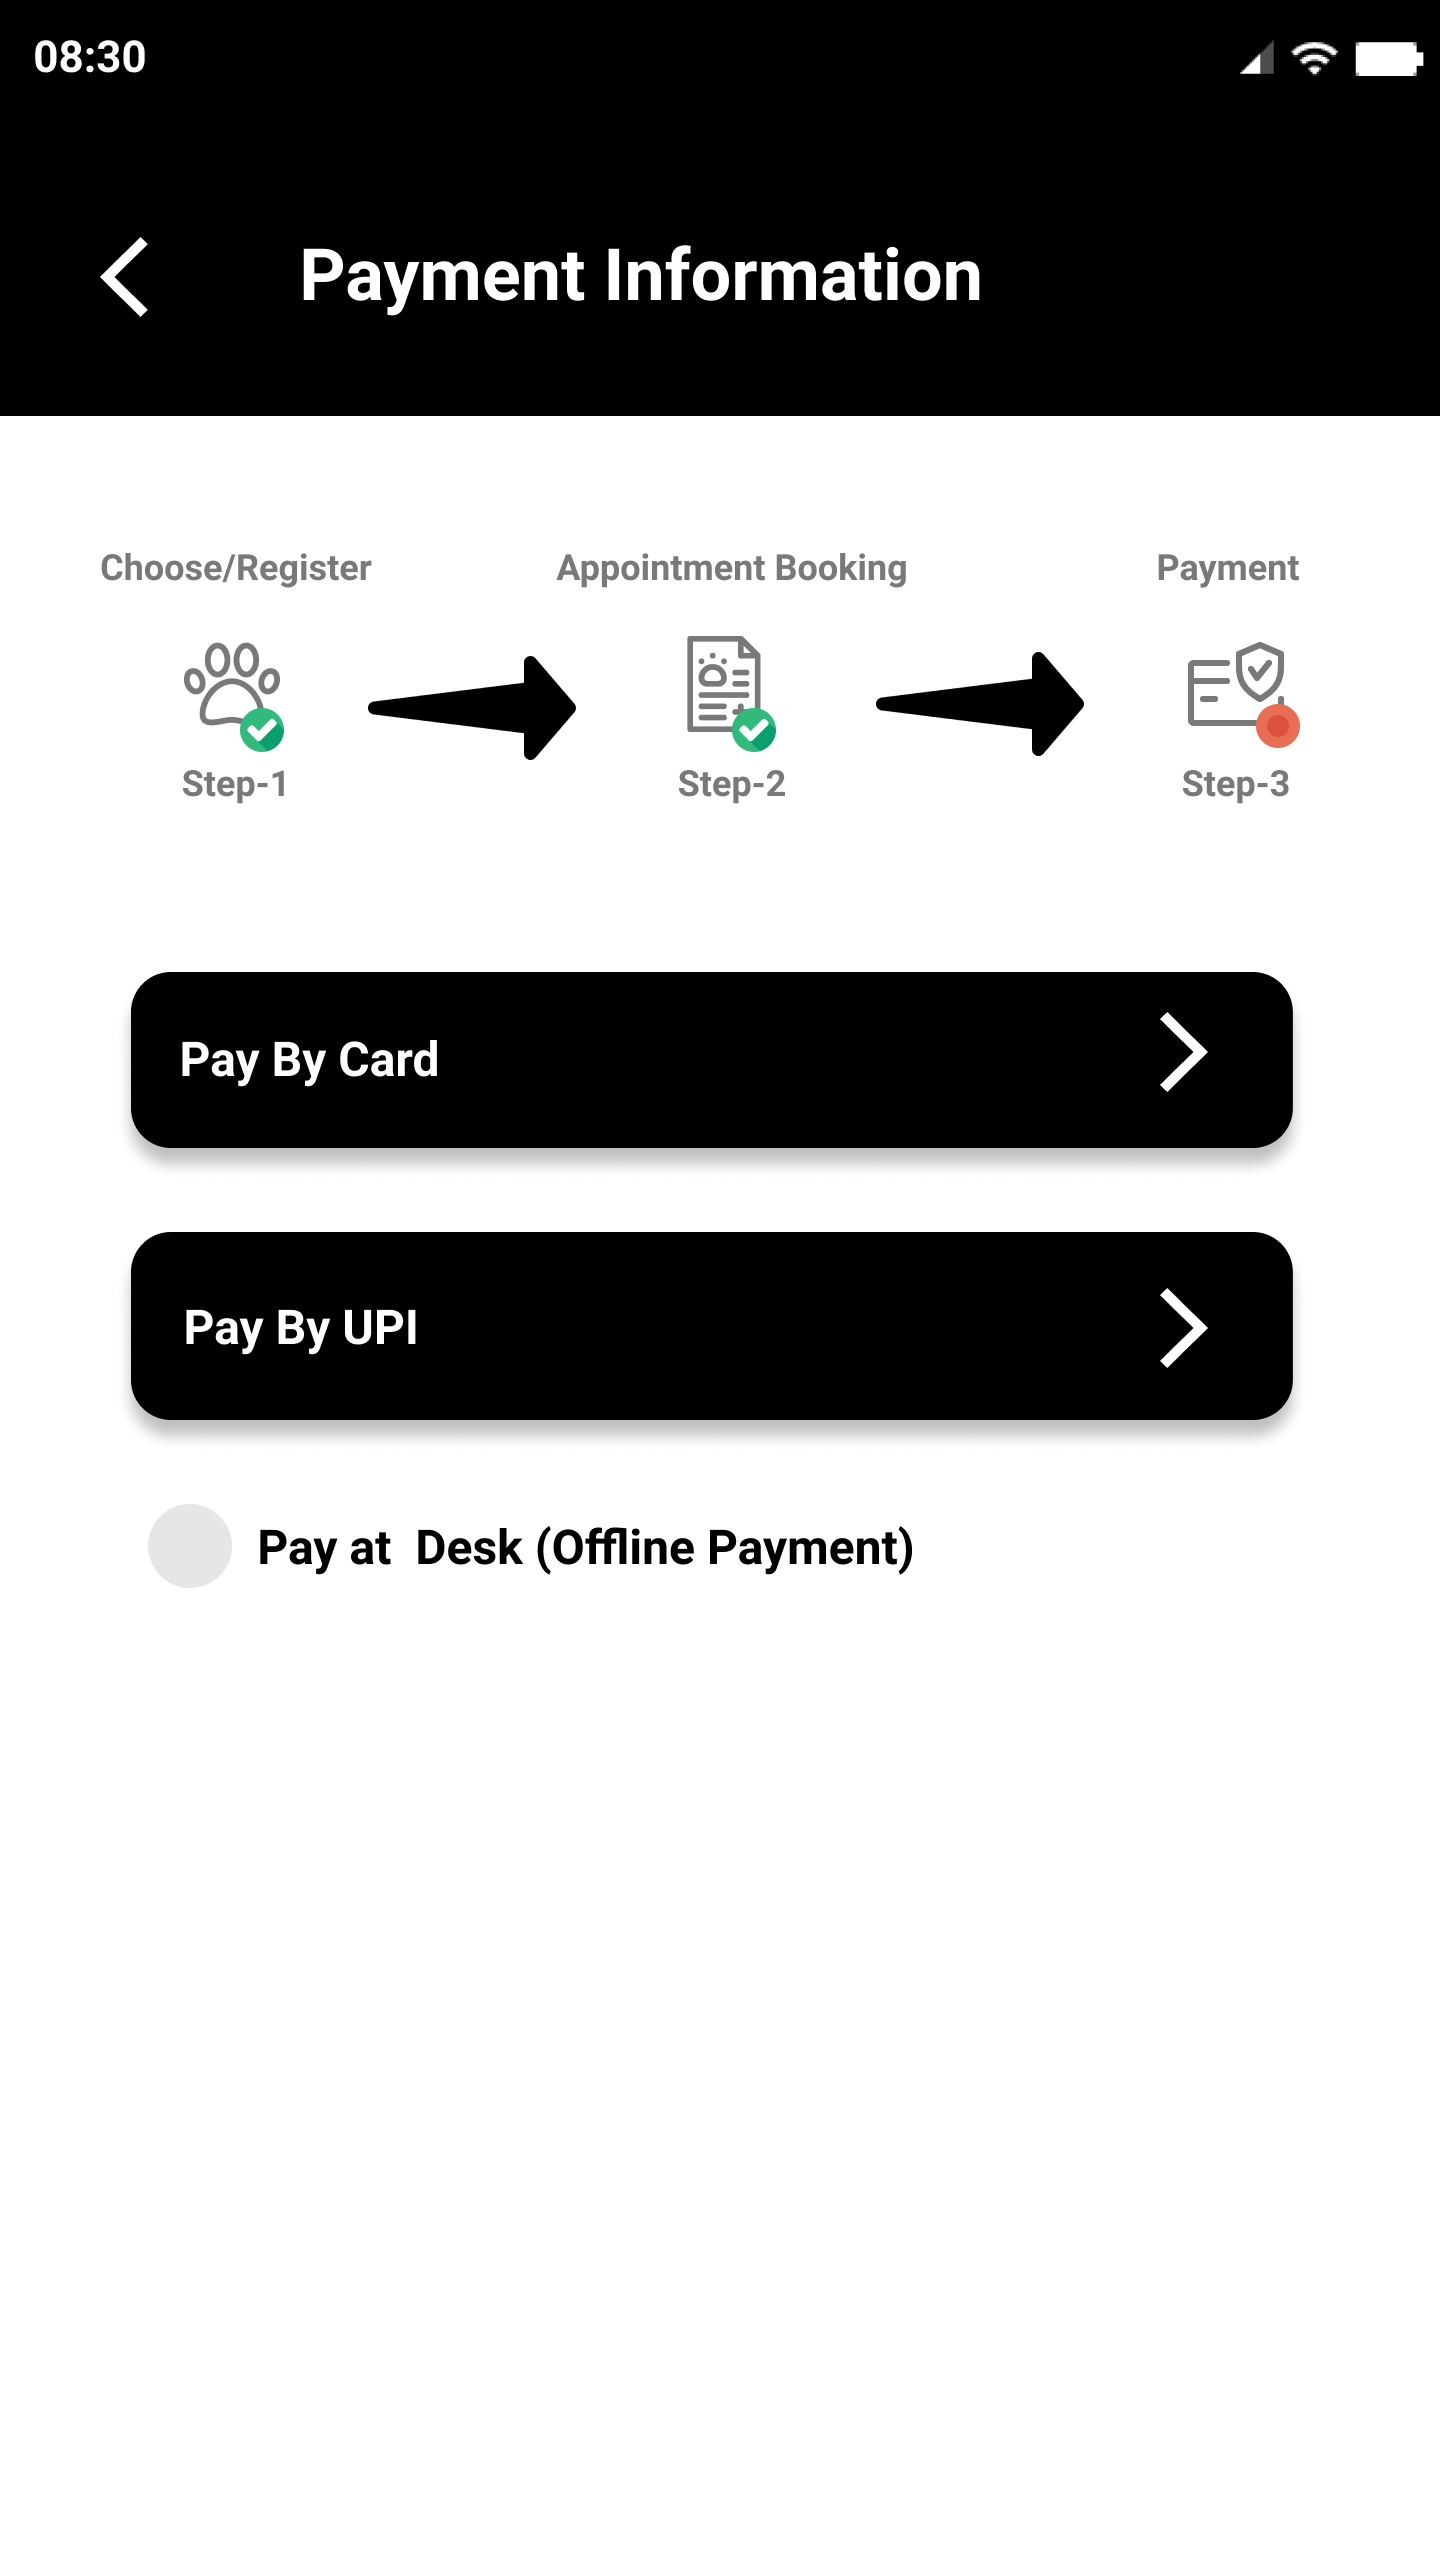 08:30
Payment Information
Choose/Register
Appointment Booking
Payment
Step-1
Step-2
Step-3
Pay By Card
Pay By UPI
Pay at  Desk (Offline Payment)